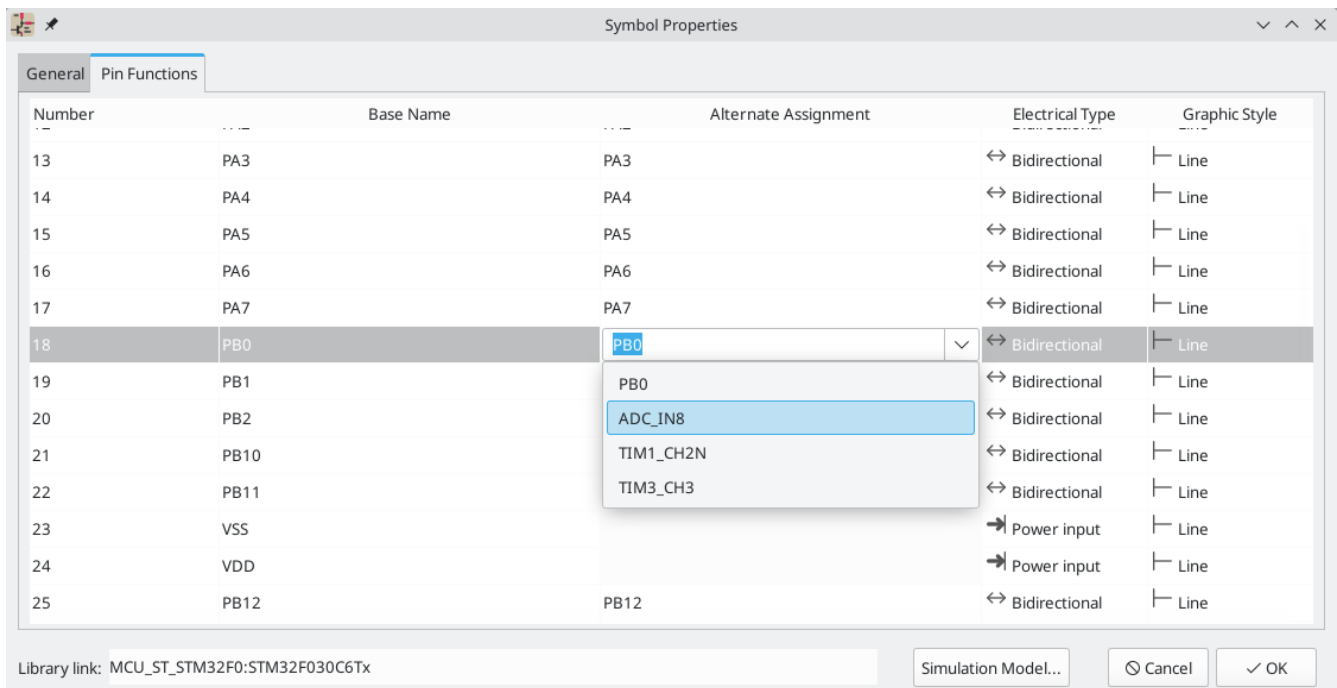 Symbol Properties
General Pin Functions
Number Base Name Alternate Assignment Electrical Type Graphic Style
13 PA3 PA3 Bidirectional Line
14 PA4 PA4 Bidirectional Line
15 PA5 PA5 Bidirectional Line
16 PA6 PA6 Bidirectional Line
17 PA7 PA7 Bidirectional Line
18 PB0 PB0 Bidirectional Line
19 PB1 PB0 Bidirectional Line
20 PB2 ADC_IN8 Bidirectional Line
21 PB10 TIM1_CH2N Bidirectional Line
22 PB11 TIM3_CH3 Bidirectional Line
23 VSS Power input Line
24 VDD Power input Line
25 PB12 PB12 Bidirectional Line
Library link: MCU_ST_STM32F0:STM32F030C6Tx Simulation Model... Cancel OK